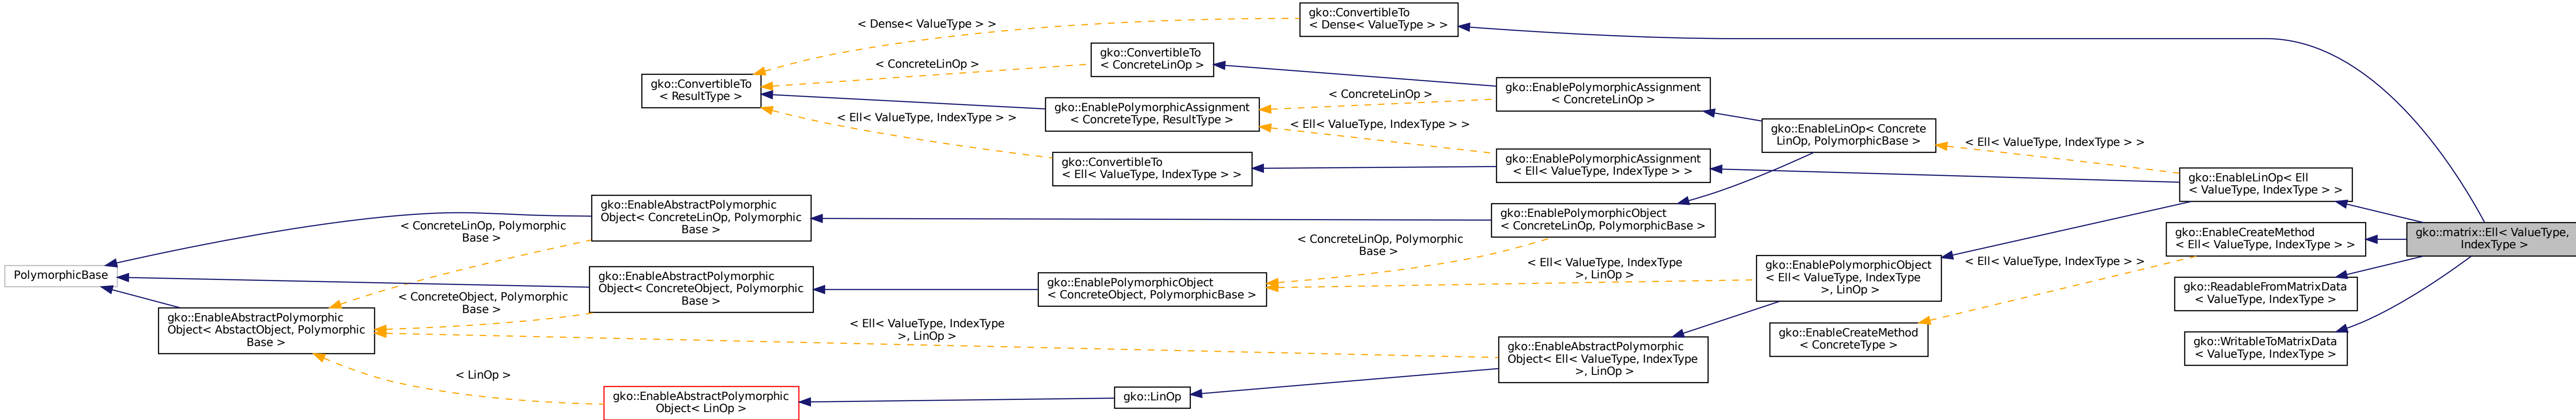 gko::ConvertibleTo
< Dense< ValueType > >
< Dense< ValueType > >
gko::ConvertibleTo
< ConcreteLinOp >
< ConcreteLinOp >
gko::ConvertibleTo
< ResultType >
gko::EnablePolymorphicAssignment
< ConcreteLinOp >
< ConcreteLinOp >
gko::EnablePolymorphicAssignment
< ConcreteType, ResultType >
< Ell< ValueType, IndexType > >
< Ell< ValueType, IndexType > >
gko::EnableLinOp< Concrete
LinOp, PolymorphicBase >
< Ell< ValueType, IndexType > >
gko::ConvertibleTo
< Ell< ValueType, IndexType > >
gko::EnablePolymorphicAssignment
< Ell< ValueType, IndexType > >
gko::EnableLinOp< Ell
< ValueType, IndexType > >
gko::EnableAbstractPolymorphic
Object< ConcreteLinOp, Polymorphic
Base >
gko::EnablePolymorphicObject
< ConcreteLinOp, PolymorphicBase >
< ConcreteLinOp, Polymorphic
Base >
< ConcreteLinOp, Polymorphic
Base >
gko::EnableCreateMethod
< Ell< ValueType, IndexType > >
gko::matrix::Ell< ValueType,
IndexType >
PolymorphicBase
gko::EnableAbstractPolymorphic
Object< ConcreteObject, Polymorphic
Base >
gko::EnablePolymorphicObject
< ConcreteObject, PolymorphicBase >
< Ell< ValueType, IndexType
>, LinOp >
gko::EnablePolymorphicObject
< Ell< ValueType, IndexType
>, LinOp >
< Ell< ValueType, IndexType > >
gko::ReadableFromMatrixData
< ValueType, IndexType >
< ConcreteObject, Polymorphic
Base >
gko::EnableAbstractPolymorphic
Object< AbstactObject, Polymorphic
Base >
< Ell< ValueType, IndexType
>, LinOp >
gko::EnableCreateMethod
< ConcreteType >
gko::WritableToMatrixData
< ValueType, IndexType >
gko::EnableAbstractPolymorphic
Object< Ell< ValueType, IndexType
>, LinOp >
< LinOp >
gko::EnableAbstractPolymorphic
Object< LinOp >
gko::LinOp